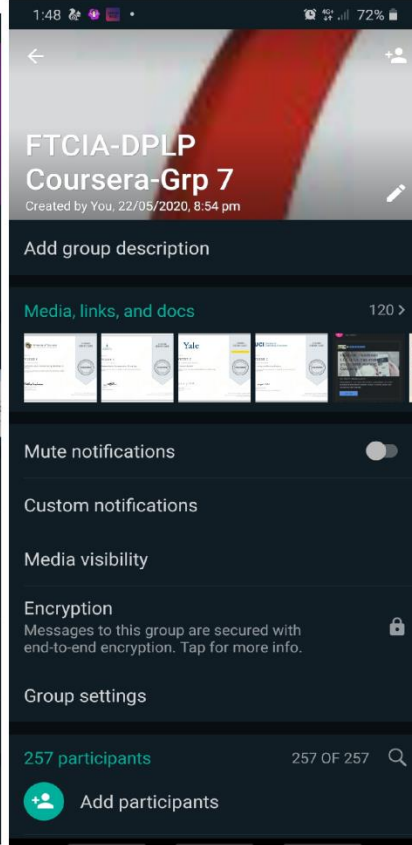 1:48
4G+ 72%
FTCIA-DPLP
Coursera-Grp 7
Created by You, 22/05/2020, 8:54 pm
Add group description
Media, links, and docs 120 >
Yale
UCI
Mute notifications
Custom notifications
Media visibility
Encryption
Messages to this group are secured with
end-to-end encryption. Tap for more info.
Group settings
257 participants 257 OF 257
Add participants